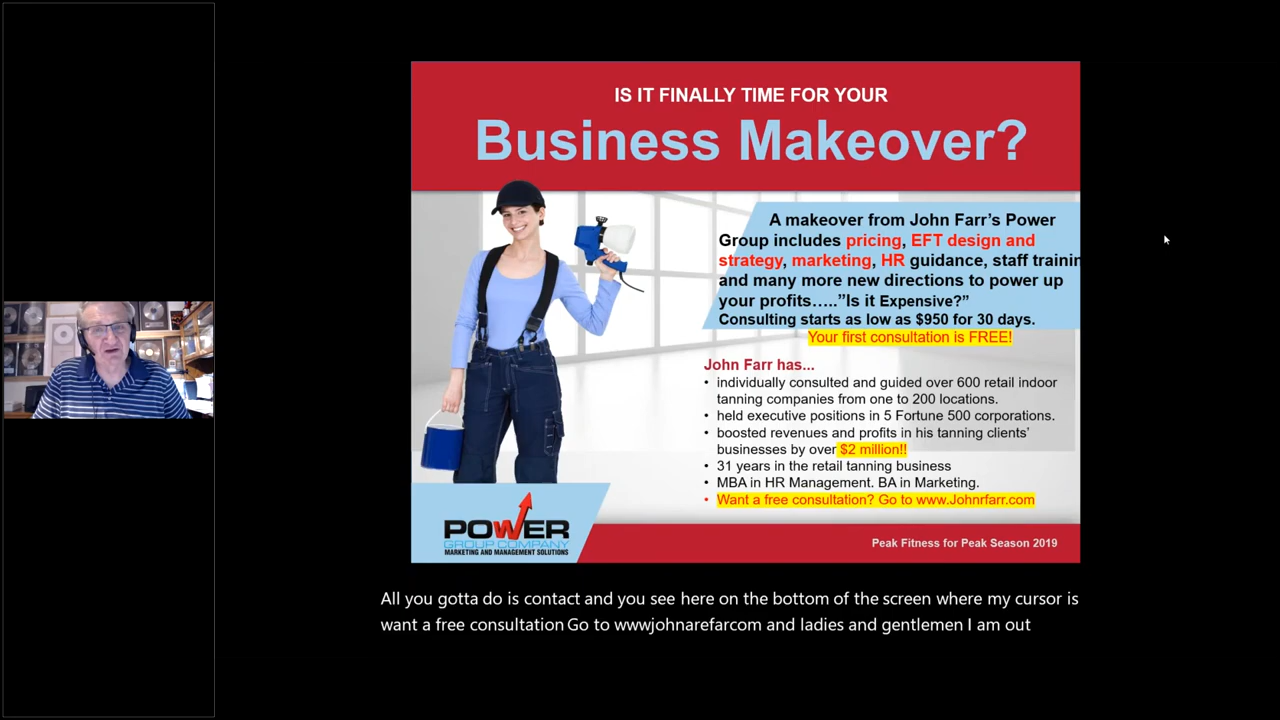 IS IT FINALLY TIME FOR YOUR
Business Makeover?
A makeover from John Farr's Power
Group includes pricing, EFT design and
strategy, marketing, HR guidance, staff trainin
and many more new directions to power up
your profits.....”Is it Expensive?”
Consulting starts as low as $950 for 30 days.
Your first consultation is FREE!
John Farr has...
• individually consulted and guided over 600 retail indoor
tanning companies from one to 200 locations.
• held executive positions in 5 Fortune 500 corporations.
• boosted revenues and profits in his tanning clients'
businesses by over $2 million!!
• 31 years in the retail tanning business
• MBA in HR Management. BA in Marketing.
• Want a free consultation? Go to www.Johnrfarr.com
POWER
GROUP COMPANY
MARKETING AND MANAGEMENT SOLUTIONS
Peak Fitness for Peak Season 2019
All you gotta do is contact and you see here on the bottom of the screen where my cursor is
want a free consultation Go to wwwjohnarefarcom and ladies and gentlemen I am out